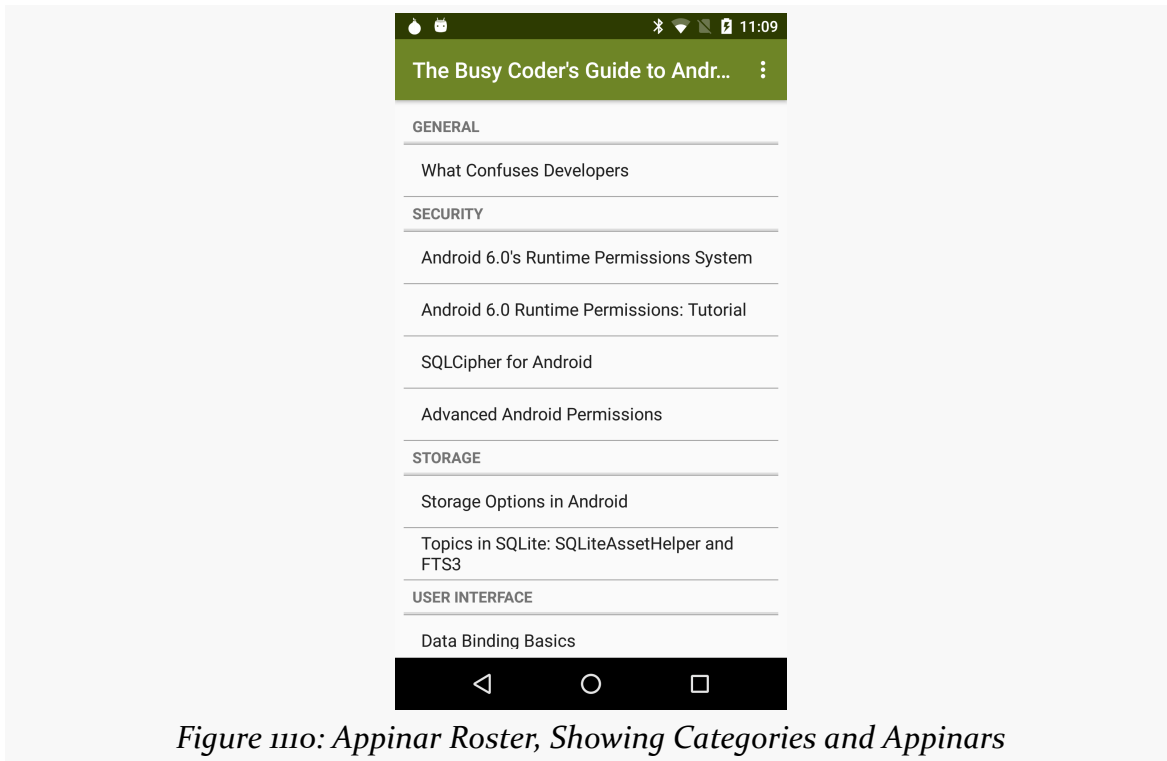 11:09
The Busy Coder's Guide to Andr...
GENERAL
What Confuses Developers
SECURITY
Android 6.0's Runtime Permissions System
Android 6.0 Runtime Permissions: Tutorial
SQLCipher for Android
Advanced Android Permissions
STORAGE
Storage Options in Android
Topics in SQLite: SQLiteAssetHelper and
FTS3
USER INTERFACE
Data Binding Basics
Figure 1110: Appinar Roster, Showing Categories and Appinars